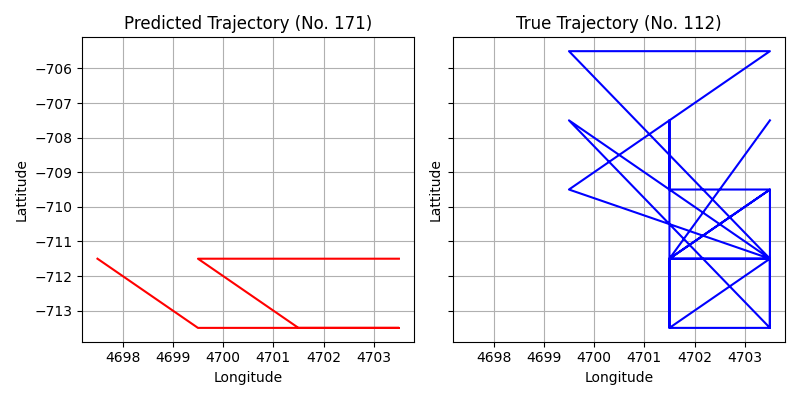 Predicted Trajectory (No. 171)
True Trajectory (No. 112)
Lattitude
−706
−707
−708
−709
−710
−711
−712
−713
4698 4699 4700 4701 4702 4703
Longitude
Lattitude
4698 4699 4700 4701 4702 4703
Longitude